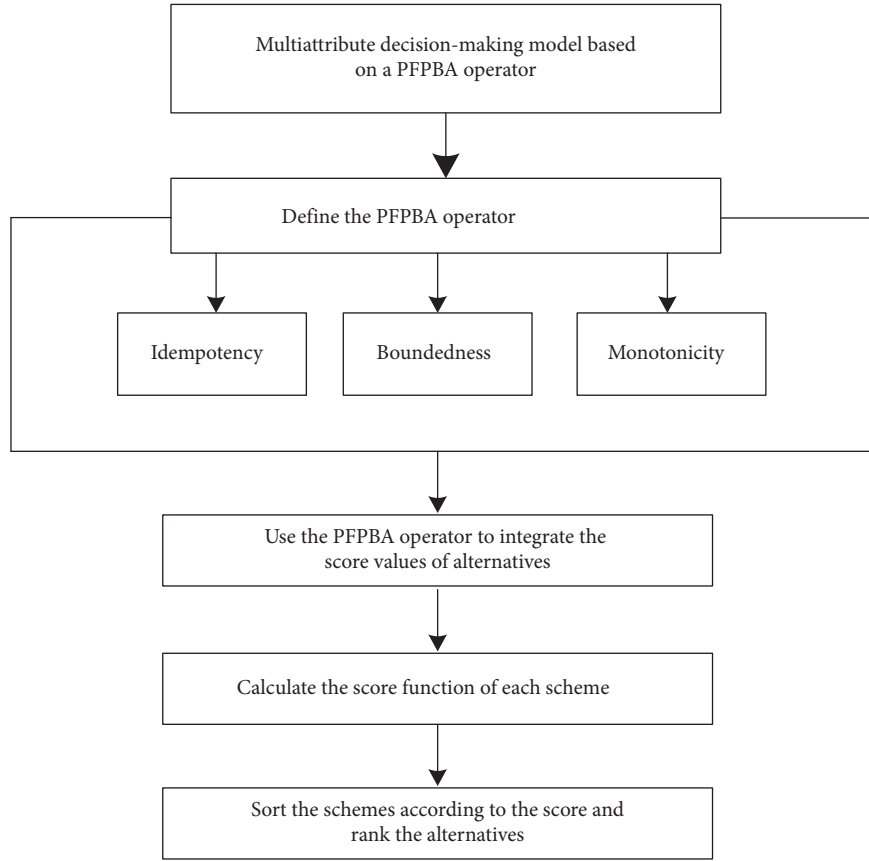 Multiattribute decision-making model based
on a PFPBA operator
Define the PFPBA operator
Idempotency
Boundedness
Monotonicity
Use the PFPBA operator to integrate the
score values of alternatives
Calculate the score function of each scheme
Sort the schemes according to the score and
rank the alternatives